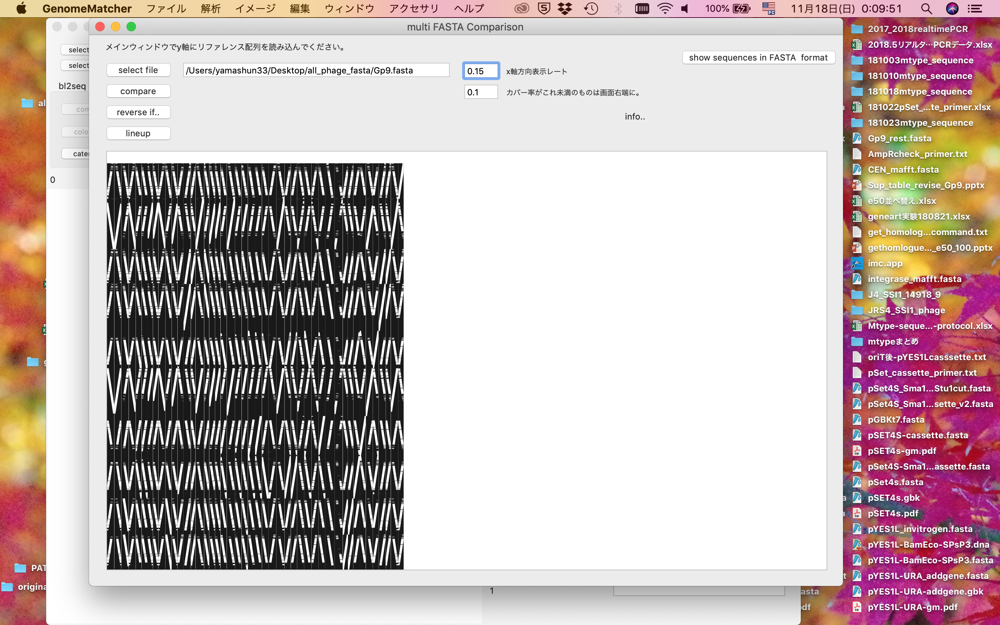 GenomeMatcher ファイル 解析 イメージ 編集 ウィンドウ アクセサリ ヘルプ 100% PC 11月18日(日) 0:09:51
multi FASTA Comparison
メインウィンドウでy軸にリファレンス配列を読み込んでください。
show sequences in FASTA format
select file /Users/yamashun33/Desktop/all_phage_fasta/Gp9.fasta 0.15 x軸方向表示レート
compare 0.1 カバー率がこれ未満のものは画面右端に。
reverse if..
info..
lineup
select
select
bl2seq
com
colo
cate
0
1
al
g
PAT
origina
asta
df
2017_2018realtimePCR
2018.5リアルタ…PCRデータ.xlsx
181003mtype_sequence
181010mtype_sequence
181018mtype_sequence
181022pSet_...te_primer.xlsx
181023mtype_sequence
Gp9_rest.fasta
AmpRcheck_primer.txt
CEN_mafft.fasta
Sup_table_revise_Gp9.pptx
e50並べ替え.xlsx
geneart実験180821.xlsx
get_homolog...command.txt
gethomlogue..._e50_100.pptx
imc.app
integrase_mafft.fasta
J4_SSI1_14918_9
JRS4_SSI1_phage
Mtype-seque...-protocol.xlsx
mtypeまとめ
oriT後-pYES1Lcasssette.txt
pSet_cassette_primer.txt
pSet4S_Sma1...Stu1cut.fasta
pSet4S_Sma1...sette_v2.fasta
pGBKt7.fasta
pSET4S-cassette.fasta
pSET4s-gm.pdf
pSet4S-Sma1...assette.fasta
pSet4s.fasta
pSET4s.gbk
pSET4s.pdf
pYES1L_invitrogen.fasta
pYES1L-BamEco-SPsP3.dna
pYES1L-BamEco-SPsP3.fasta
pYES1L-URA_addgene.fasta
pYES1L-URA-addgene.gbk
pYES1L-URA-gm.pdf